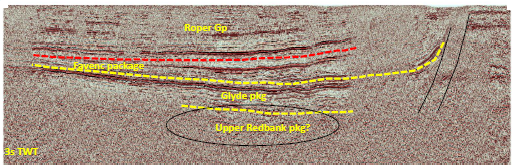 Roper Gp
Favenc package
Glyde pkg
Upper Redbank pkg?
3s TWT